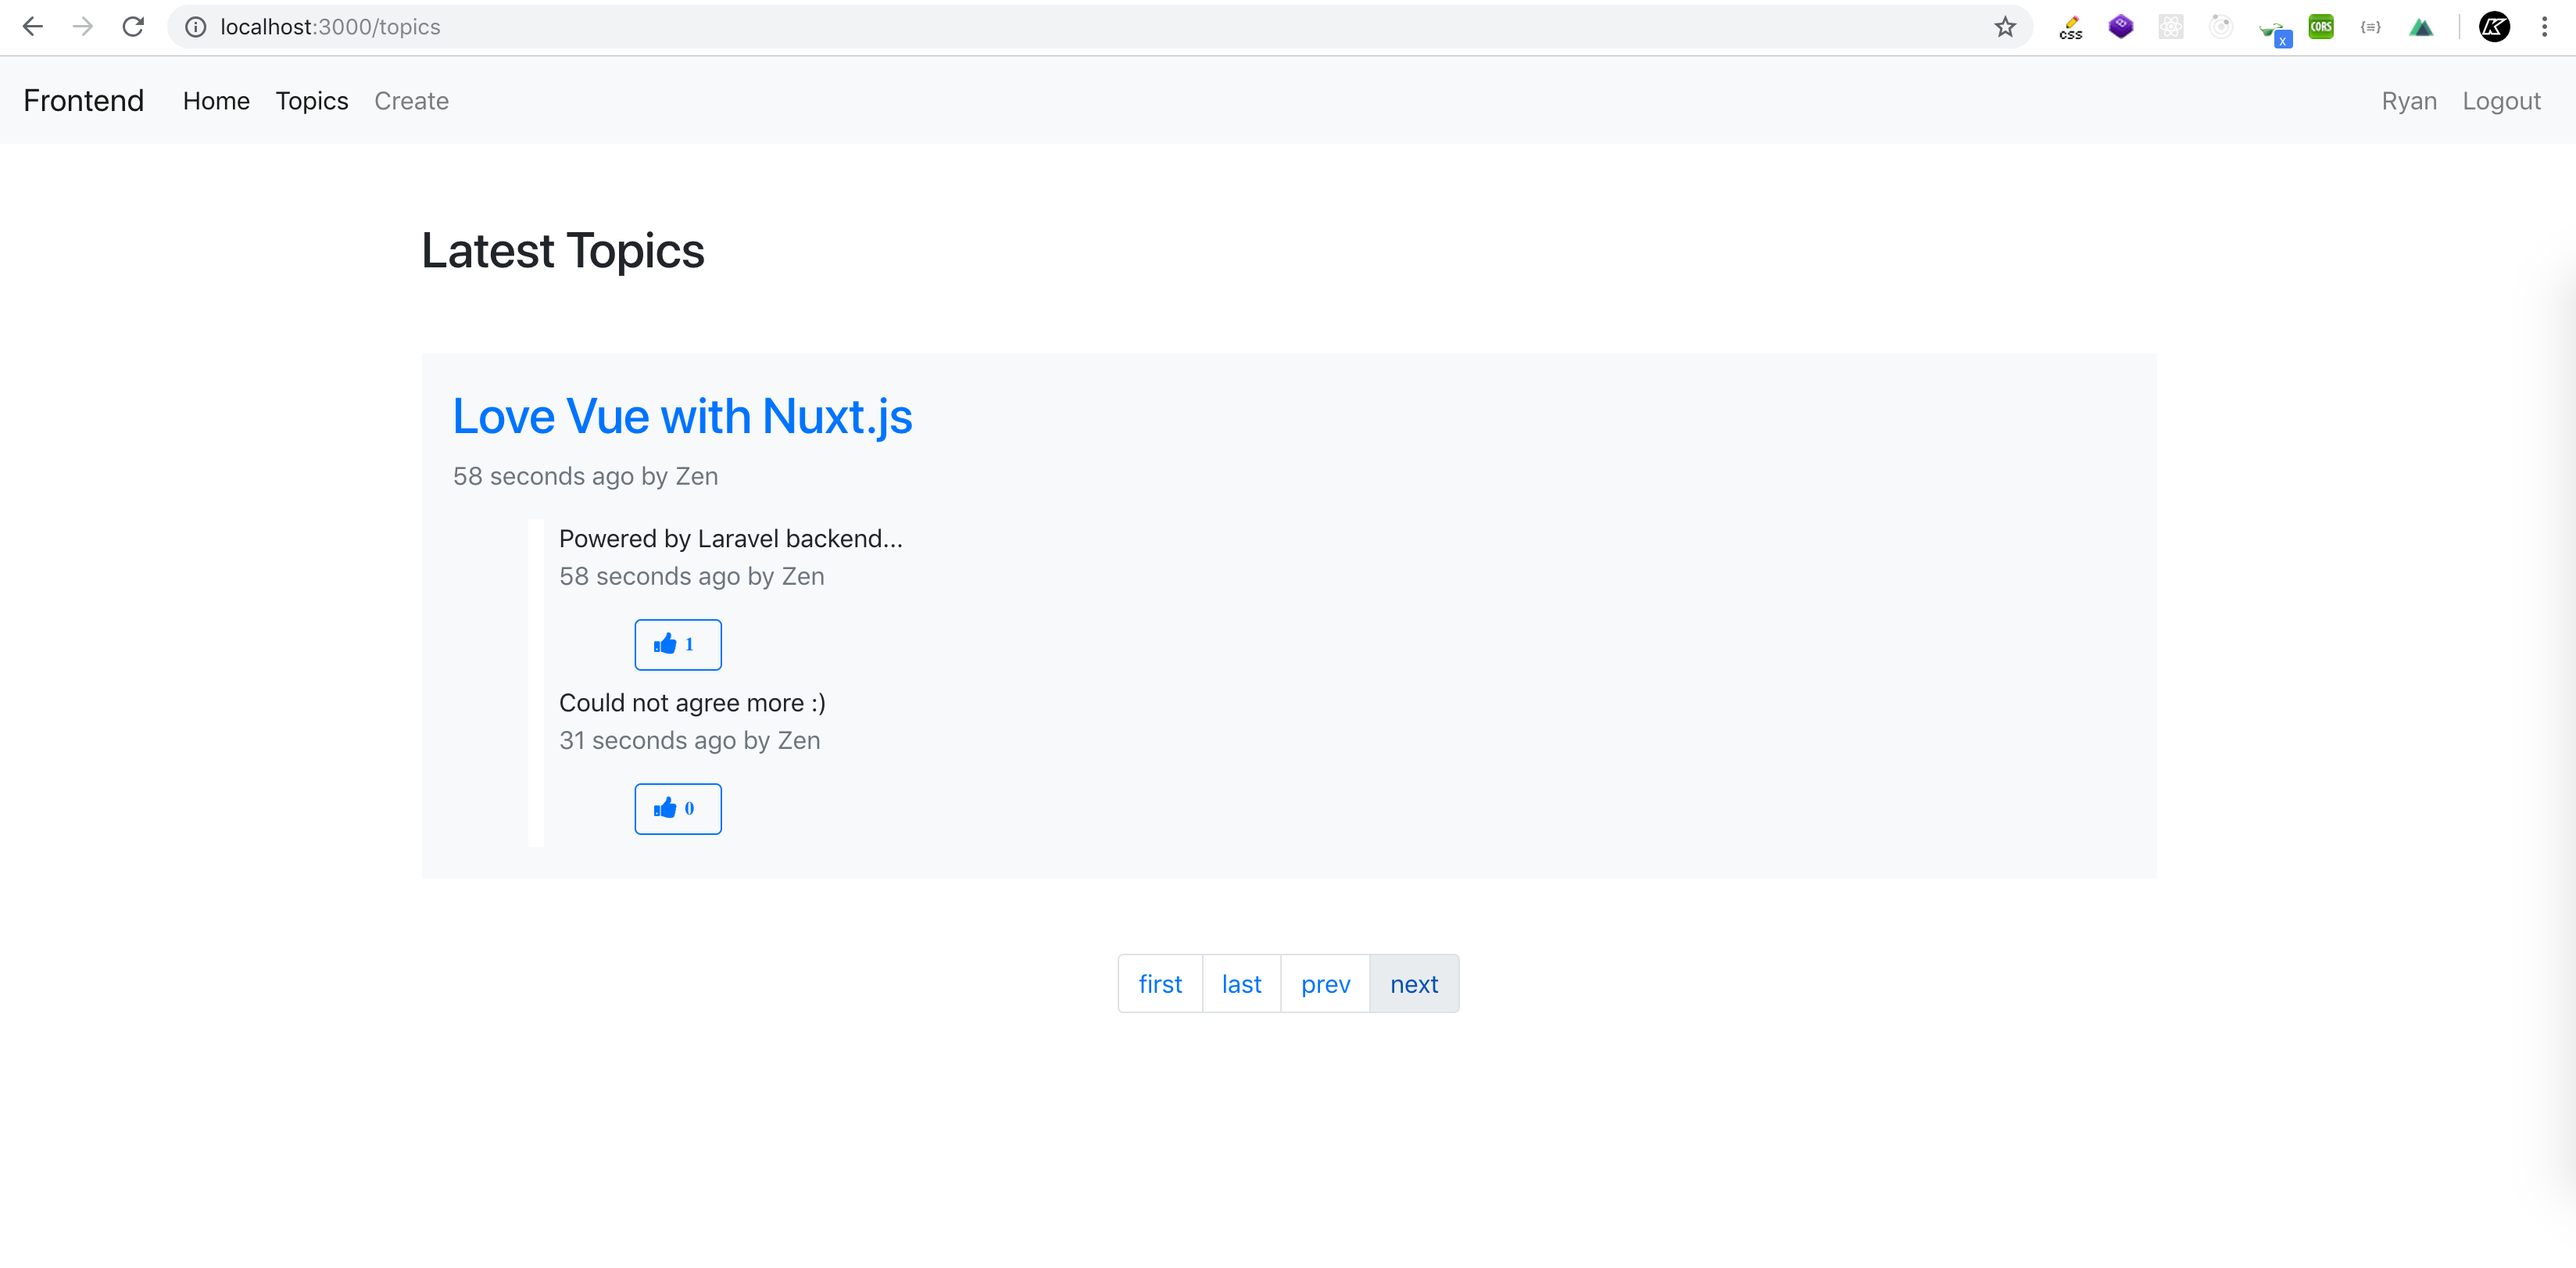 localhost:3000/topics
css
x
CORS
Frontend Home Topics Create Ryan Logout
Latest Topics
Love Vue with Nuxt.js
58 seconds ago by Zen
Powered by Laravel backend...
58 seconds ago by Zen
1
Could not agree more :)
31 seconds ago by Zen
0
first last prev next